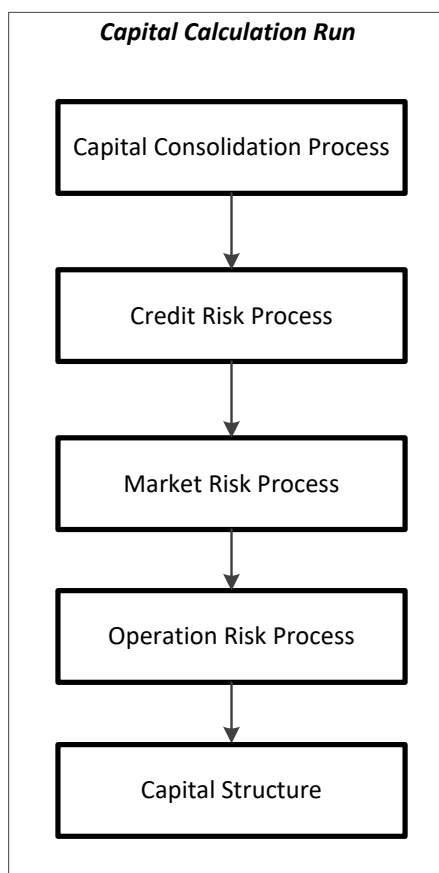 Capital Calculation Run
Capital Consolidation Process
Credit Risk Process
Market Risk Process
Operation Risk Process
Capital Structure